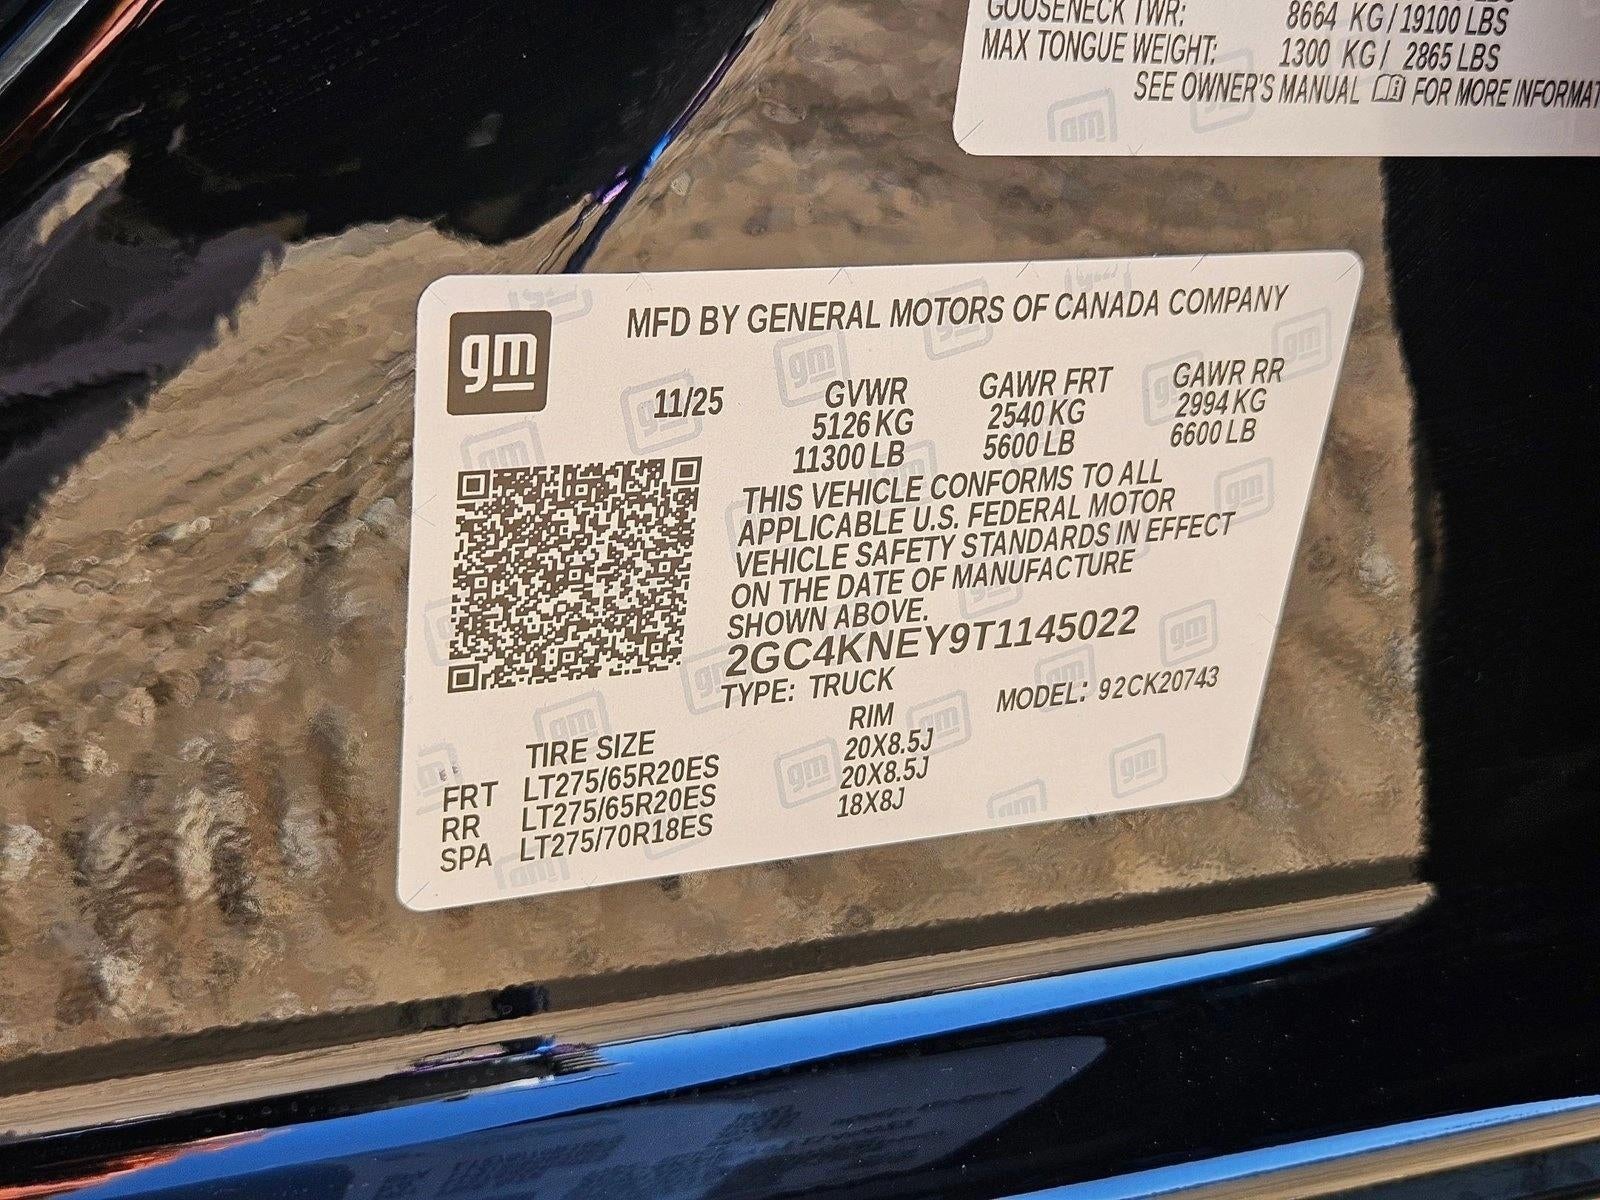 GOOSENECK TWR: 8664 KG / 19100 LBS
MAX TONGUE WEIGHT: 1300 KG / 2865 LBS
SEE OWNER'S MANUAL FOR MORE INFORMAT
gm
MFD BY GENERAL MOTORS OF CANADA COMPANY
11/25 GVWR GAWR FRT GAWR RR
5126 KG 2540 KG 2994 KG
11300 LB 5600 LB 6600 LB
THIS VEHICLE CONFORMS TO ALL
APPLICABLE U.S. FEDERAL MOTOR
VEHICLE SAFETY STANDARDS IN EFFECT
ON THE DATE OF MANUFACTURE
SHOWN ABOVE.
2GC4KNEY9T1145022
TYPE: TRUCK MODEL: 92CK20743
TIRE SIZE RIM
FRT LT275/65R20ES 20X8.5J
RR LT275/65R20ES 20X8.5J
SPA LT275/70R18ES 18X8J